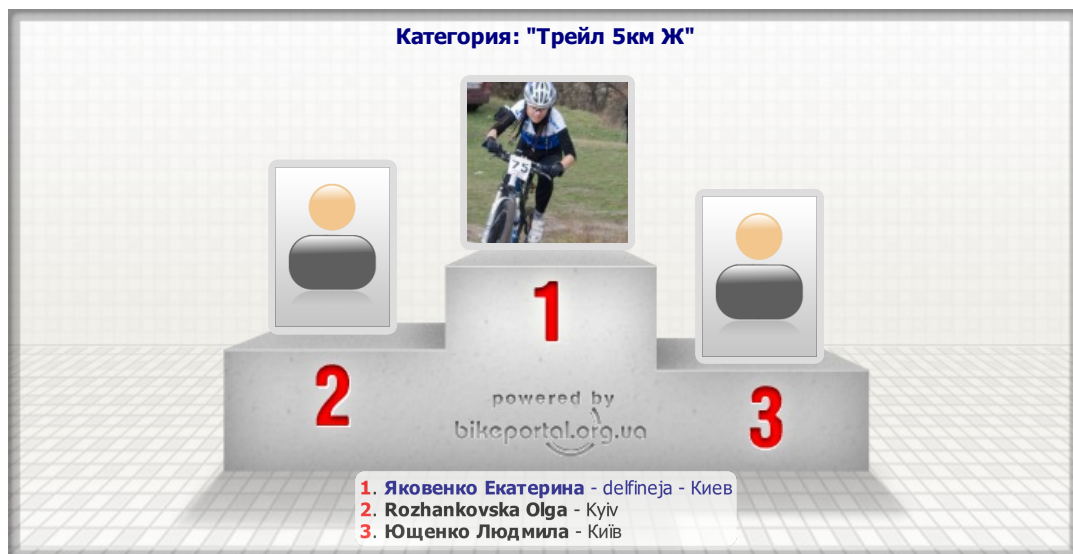 Категория: "Трейл 5км Ж"
75
1
2
3
powered by
bikeportal.org.ua
1. Яковенко Екатерина - delfineja - Киев
2. Rozhankovska Olga - Kyiv
3. Ющенко Людмила - Київ